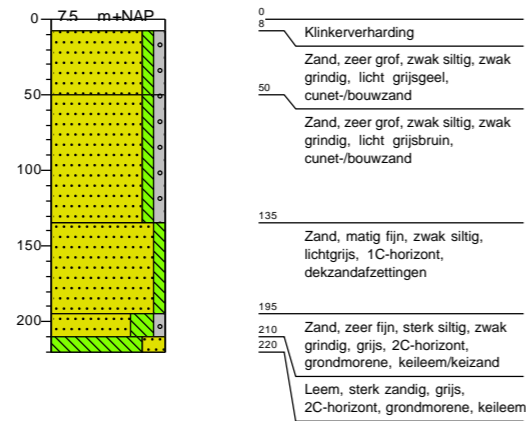 7.5 m+NAP
0
50
100
150
200
0
8
Klinkerverharding
Zand, zeer grof, zwak siltig, zwak
grindig, licht grijsgeel,
cunet-/bouwzand
50
Zand, zeer grof, zwak siltig, zwak
grindig, licht grijsbruin,
cunet-/bouwzand
135
Zand, matig fijn, zwak siltig,
lichtgrijs, 1C-horizont,
dekzandafzettingen
195
Zand, zeer fijn, sterk siltig, zwak
grindig, grijs, 2C-horizont,
grondmorene, keileem/keizand
210
220
Leem, sterk zandig, grijs,
2C-horizont, grondmorene, keileem